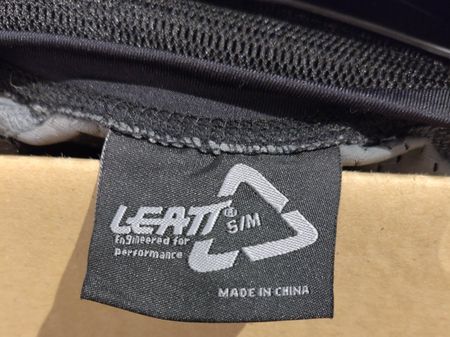 LEATT® S/M
Engineered for
performance
MADE IN CHINA